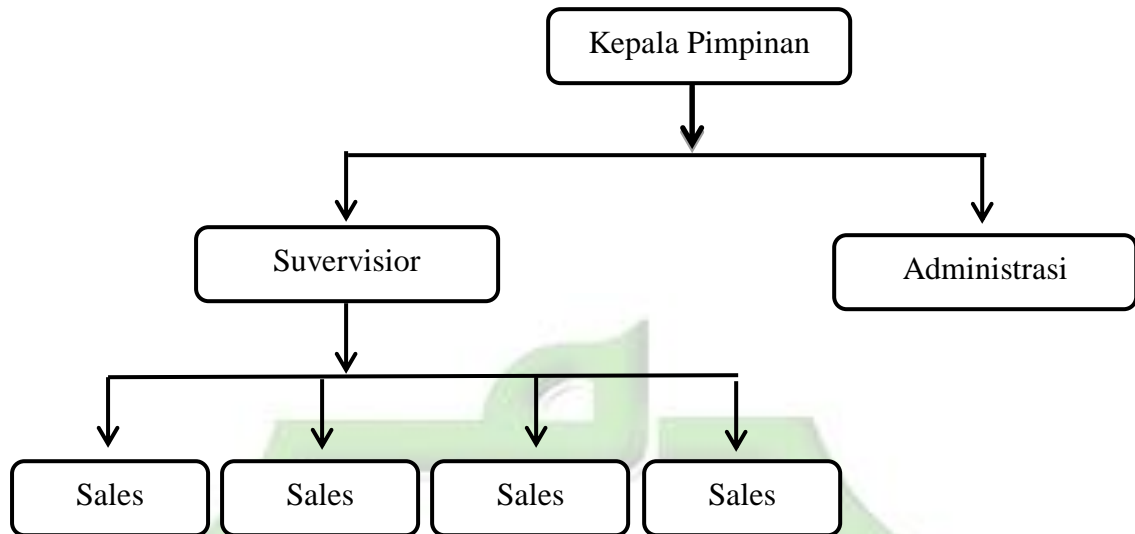 Kepala Pimpinan
Suvervisior
Administrasi
Sales
Sales
Sales
Sales